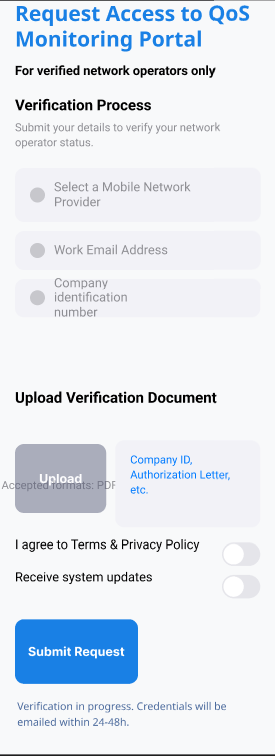 Request Access to QoS
Monitoring Portal
For verified network operators only
Verification Process
Submit your details to verify your network
operator status.
Select a Mobile Network
Provider
Work Email Address
Company
identification
number
Upload Verification Document
Upload
Accepted formats: PDF
Company ID,
Authorization Letter,
etc.
I agree to Terms & Privacy Policy
Receive system updates
Submit Request
Verification in progress. Credentials will be
emailed within 24-48h.